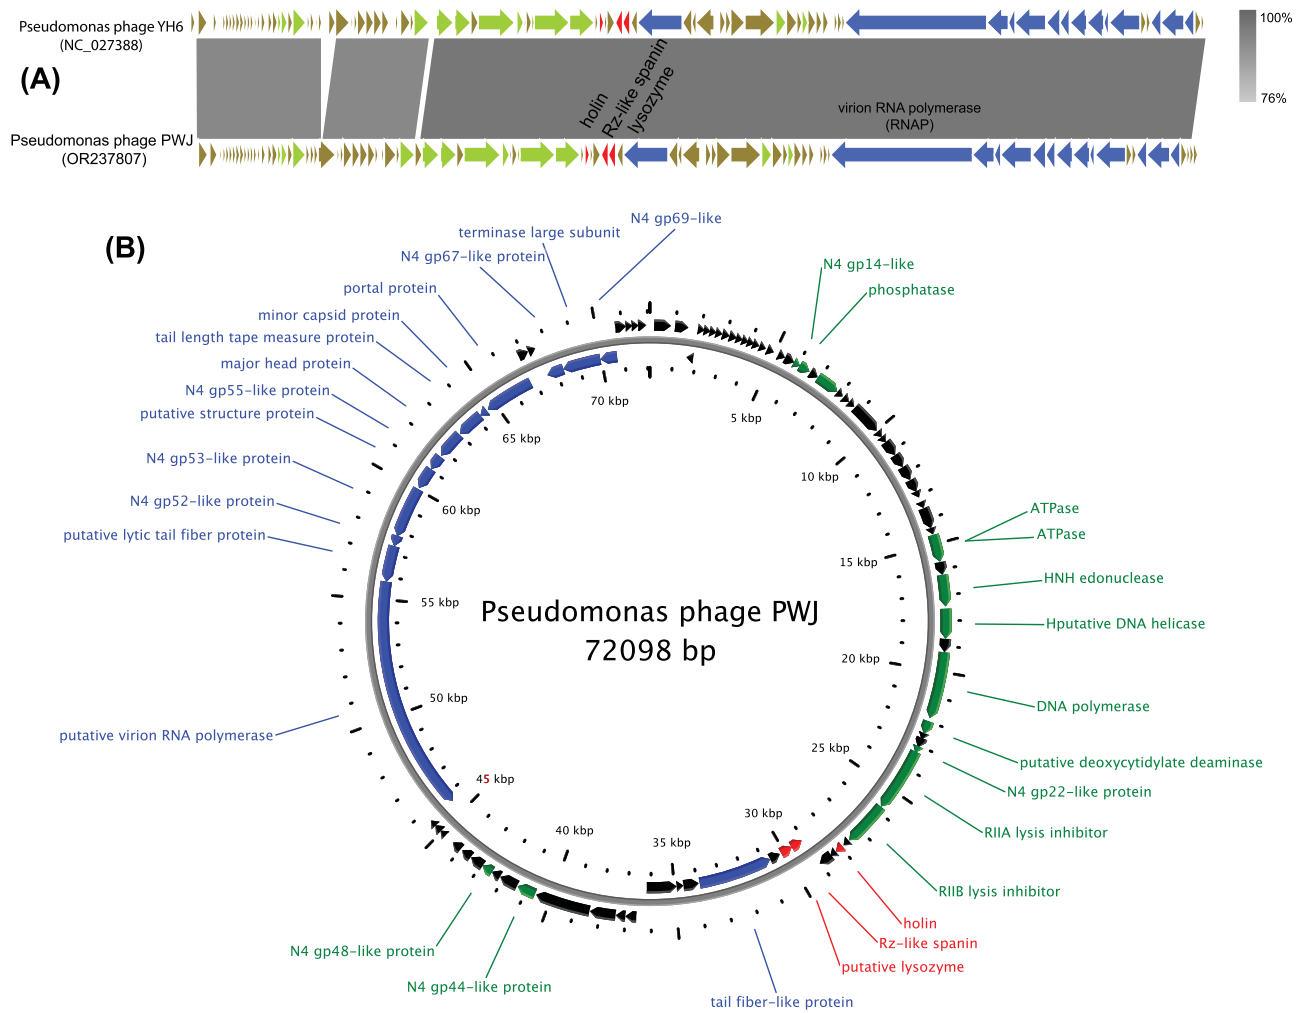 Pseudomonas phage YH6
(NC_027388)
100%
(A)
76%
holin
Rz-like spanin
lysozyme
virion RNA polymerase
(RNAP)
Pseudomonas phage PWJ
(OR237807)
(B)
N4 gp69-like
terminase large subunit
N4 gp67-like protein
portal protein
minor capsid protein
tail length tape measure protein
major head protein
N4 gp55-like protein
putative structure protein
N4 gp53-like protein
N4 gp52-like protein
putative lytic tail fiber protein
putative virion RNA polymerase
N4 gp48-like protein
N4 gp44-like protein
N4 gp14-like
phosphatase
ATPase
ATPase
HNH edonuclease
Hputative DNA helicase
DNA polymerase
putative deoxycytidylate deaminase
N4 gp22-like protein
RIIA lysis inhibitor
RIIB lysis inhibitor
holin
Rz-like spanin
putative lysozyme
tail fiber-like protein
5 kbp
10 kbp
15 kbp
20 kbp
25 kbp
30 kbp
35 kbp
40 kbp
45 kbp
50 kbp
55 kbp
60 kbp
65 kbp
70 kbp
Pseudomonas phage PWJ
72098 bp